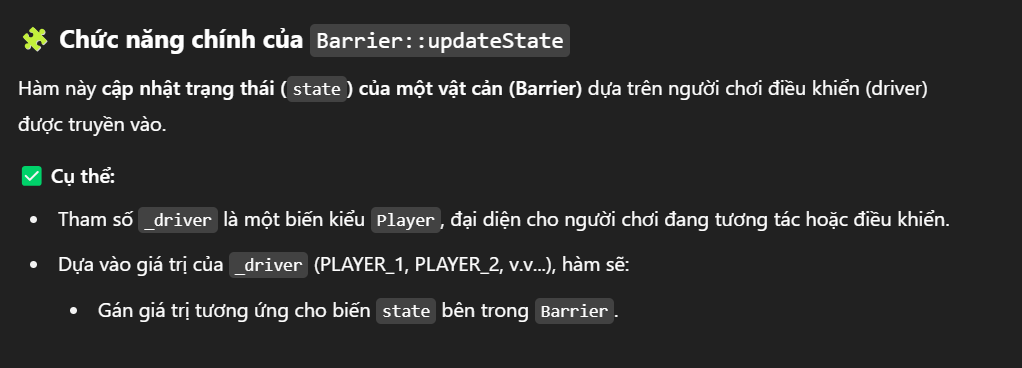 🧩 Chức năng chính của Barrier::updateState
Hàm này cập nhật trạng thái (state) của một vật cản (Barrier) dựa trên người chơi điều khiển (driver)
được truyền vào.
✅ Cụ thể:
• Tham số _driver là một biến kiểu Player, đại diện cho người chơi đang tương tác hoặc điều khiển.
• Dựa vào giá trị của _driver (PLAYER_1, PLAYER_2, v.v...), hàm sẽ:
• Gán giá trị tương ứng cho biến state bên trong Barrier.